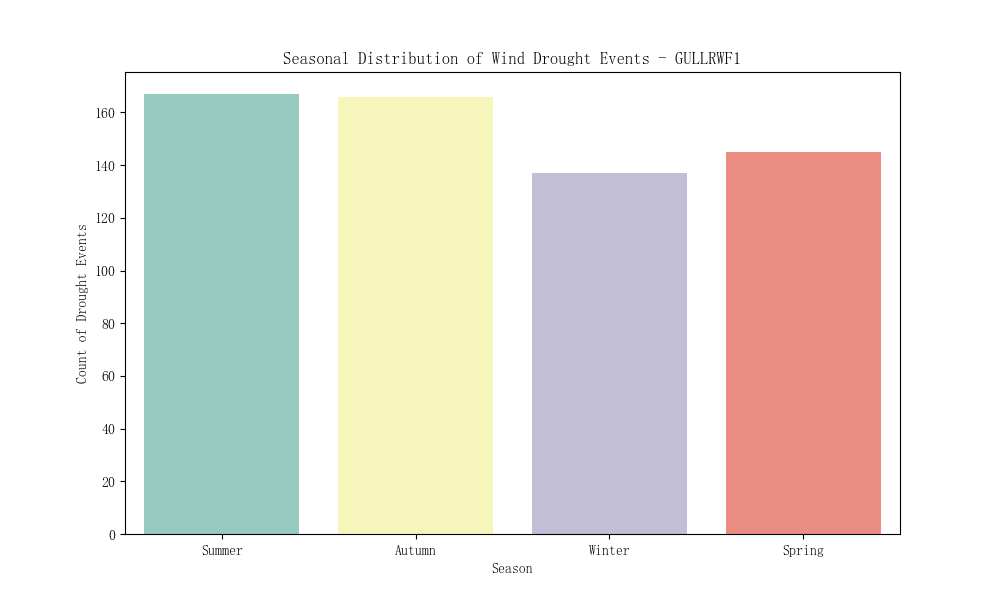 Seasonal Distribution of Wind Drought Events - GULLRWF1
160
140
120
100
80
60
40
20
0
Count of Drought Events
Summer Autumn Winter Spring
Season